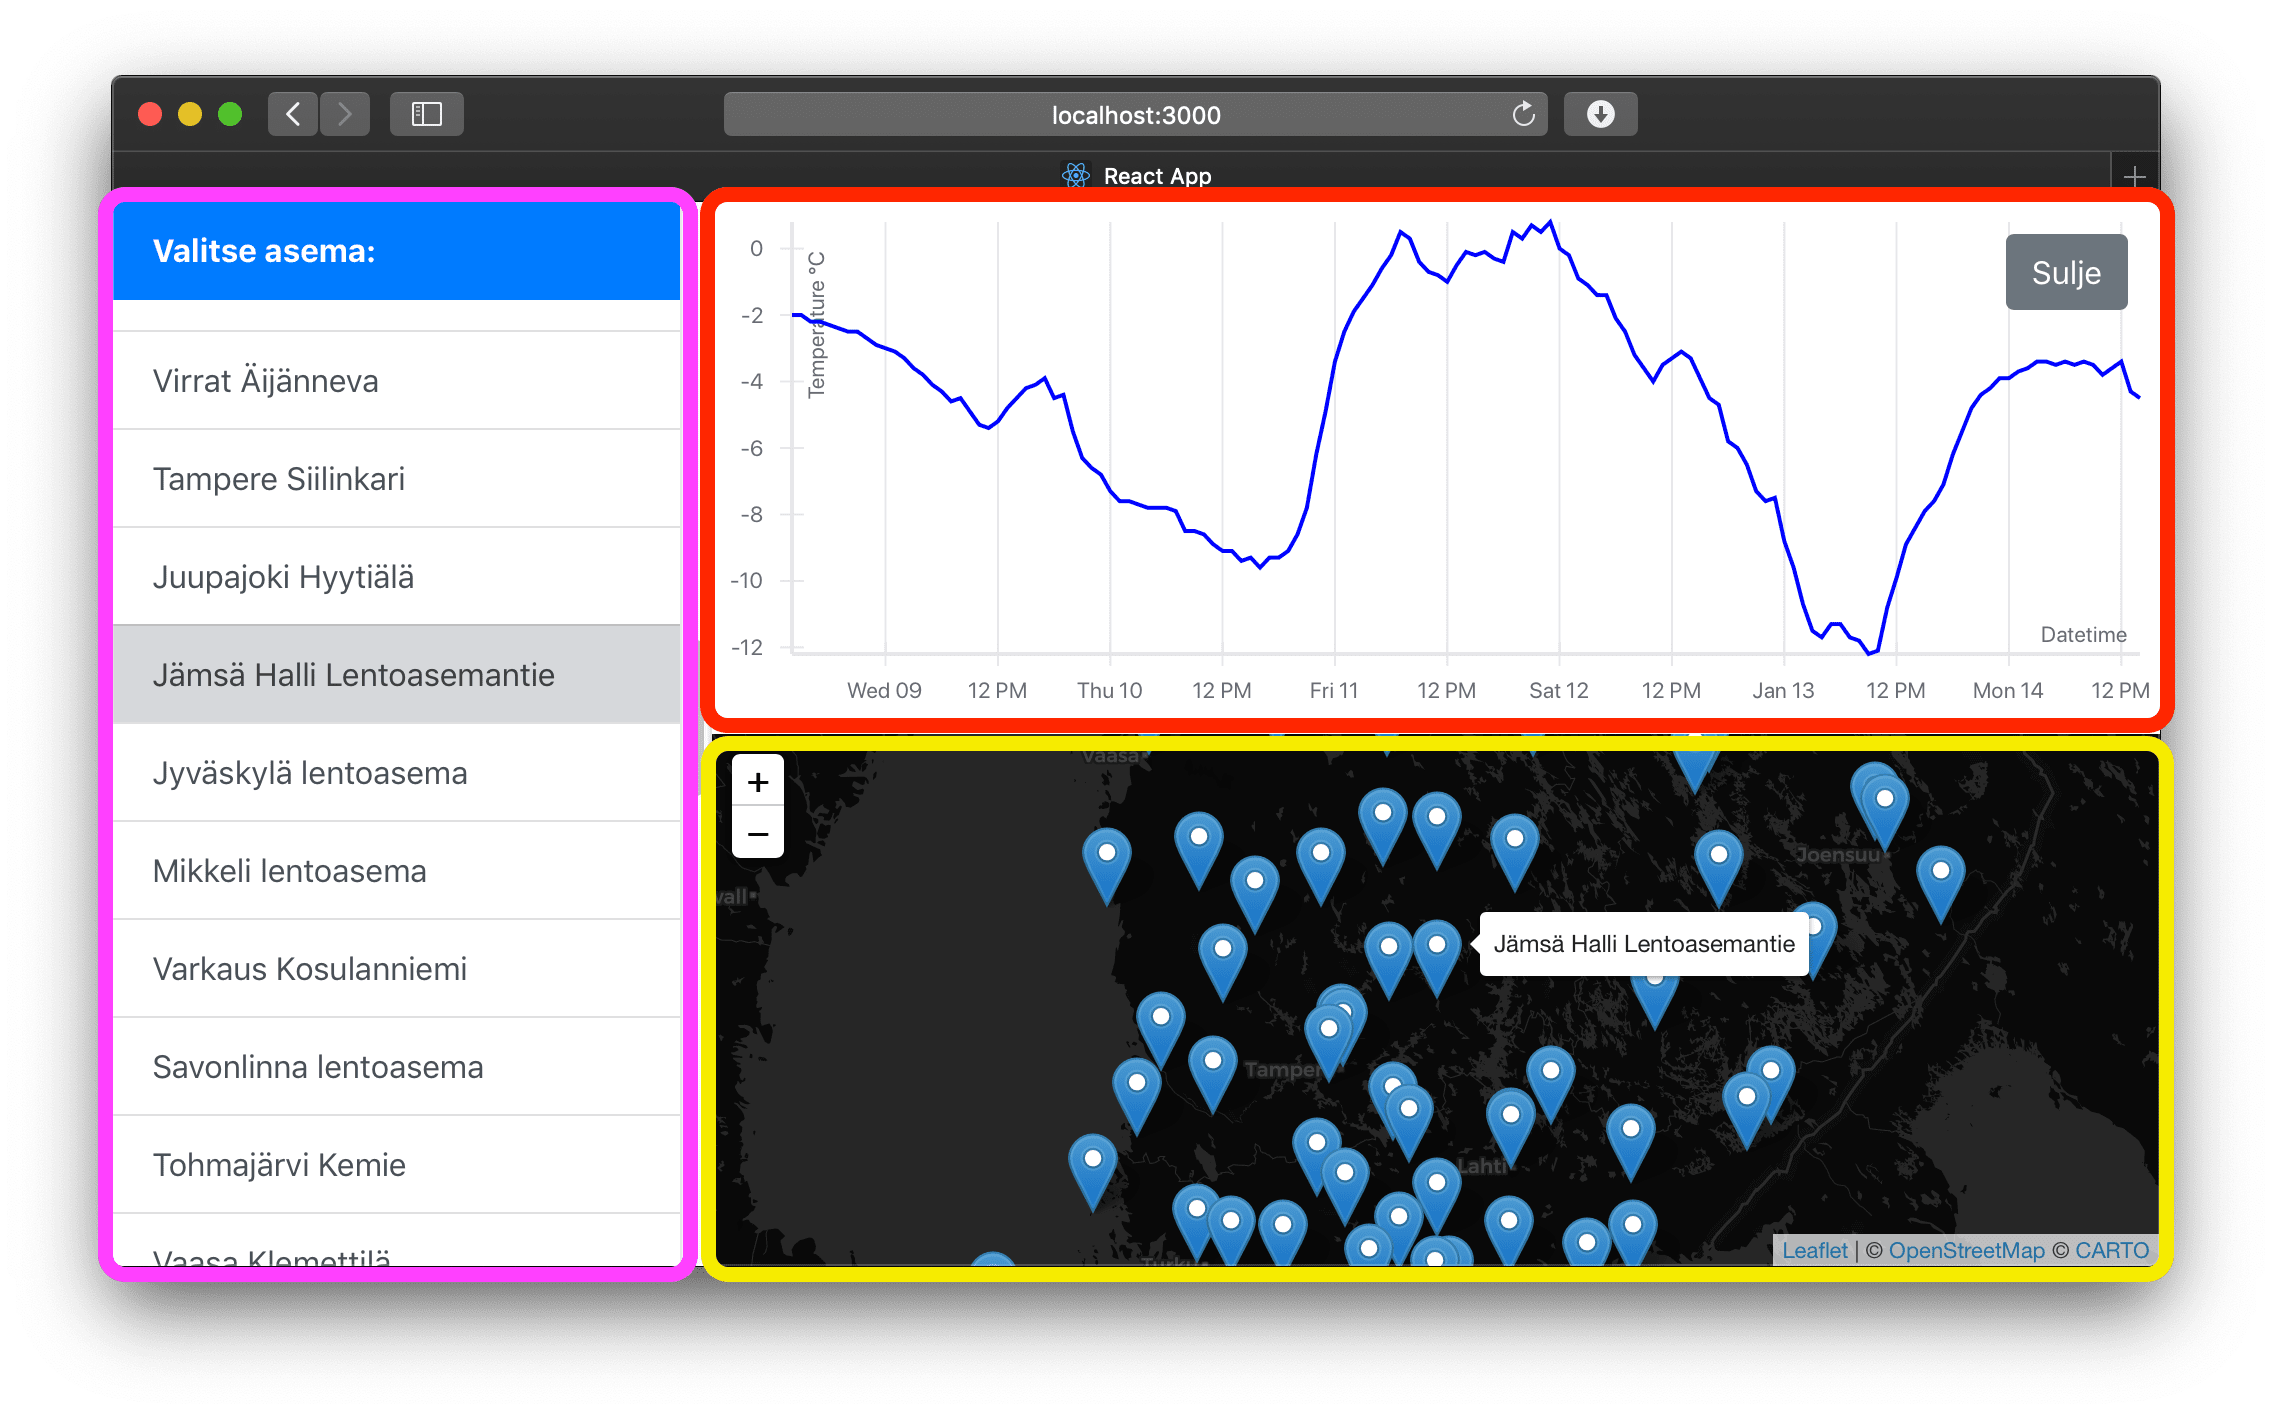 localhost:3000
React App
Valitse asema:
Virrat Äijänneva
Tampere Siilinkari
Juupajoki Hyytiälä
Jämsä Halli Lentoasemantie
Jyväskylä lentoasema
Mikkeli lentoasema
Varkaus Kosulanniemi
Savonlinna lentoasema
Tohmajärvi Kemie
Vaasa Klemettilä
Temperature °C
0
-2
-4
-6
-8
-10
-12
Sulje
Datetime
Wed 09 12 PM Thu 10 12 PM Fri 11 12 PM Sat 12 12 PM Jan 13 12 PM Mon 14 12 PM
Vaasa
+
−
Joensuu
Jämsä Halli Lentoasemantie
Lahti
Leaflet | © OpenStreetMap © CARTO